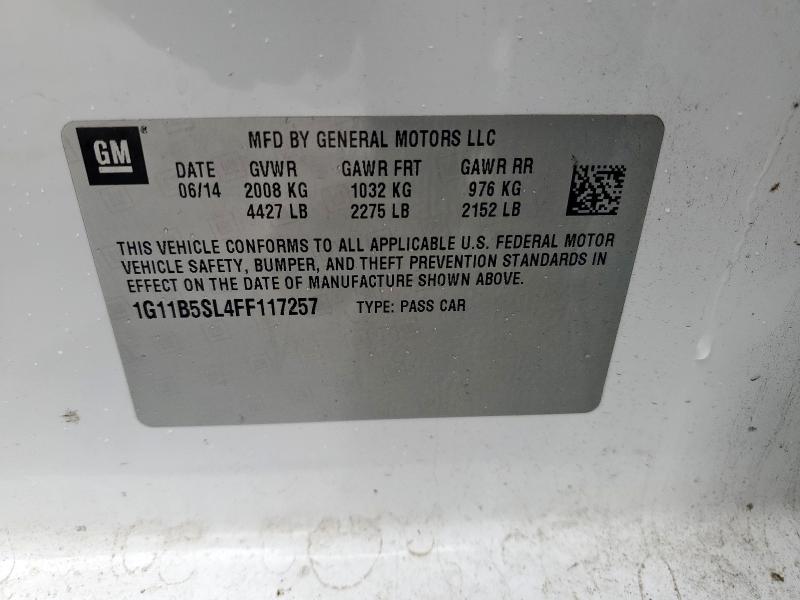 GM
MFD BY GENERAL MOTORS LLC
DATE GVWR GAWR FRT GAWR RR
06/14 2008 KG 1032 KG 976 KG
4427 LB 2275 LB 2152 LB
THIS VEHICLE CONFORMS TO ALL APPLICABLE U.S. FEDERAL MOTOR
VEHICLE SAFETY, BUMPER, AND THEFT PREVENTION STANDARDS IN
EFFECT ON THE DATE OF MANUFACTURE SHOWN ABOVE.
1G11B5SL4FF117257 TYPE: PASS CAR